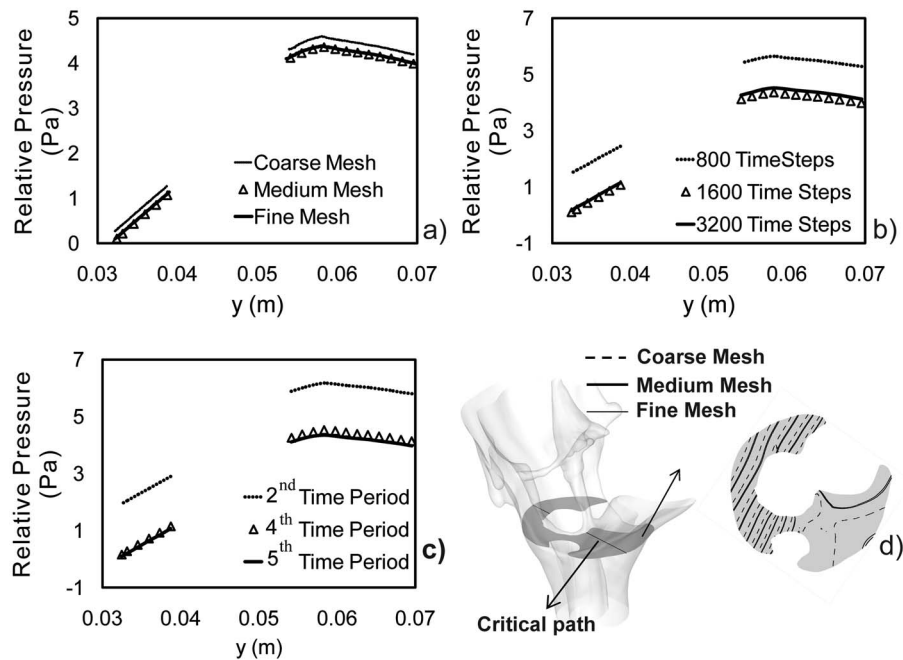 5
4
3
2
1
0
Relative Pressure
(Pa)
Coarse Mesh
Medium Mesh
Fine Mesh
a)
0.03 0.04 0.05 0.06 0.07
y (m)
7
5
3
1
-1
Relative Pressure
(Pa)
800 TimeSteps
1600 Time Steps
3200 Time Steps
b)
0.03 0.04 0.05 0.06 0.07
y (m)
7
5
3
1
-1
Relative Pressure
(Pa)
2nd Time Period
4th Time Period
5th Time Period
c)
0.03 0.04 0.05 0.06 0.07
y (m)
Coarse Mesh
Medium Mesh
Fine Mesh
d)
Critical path